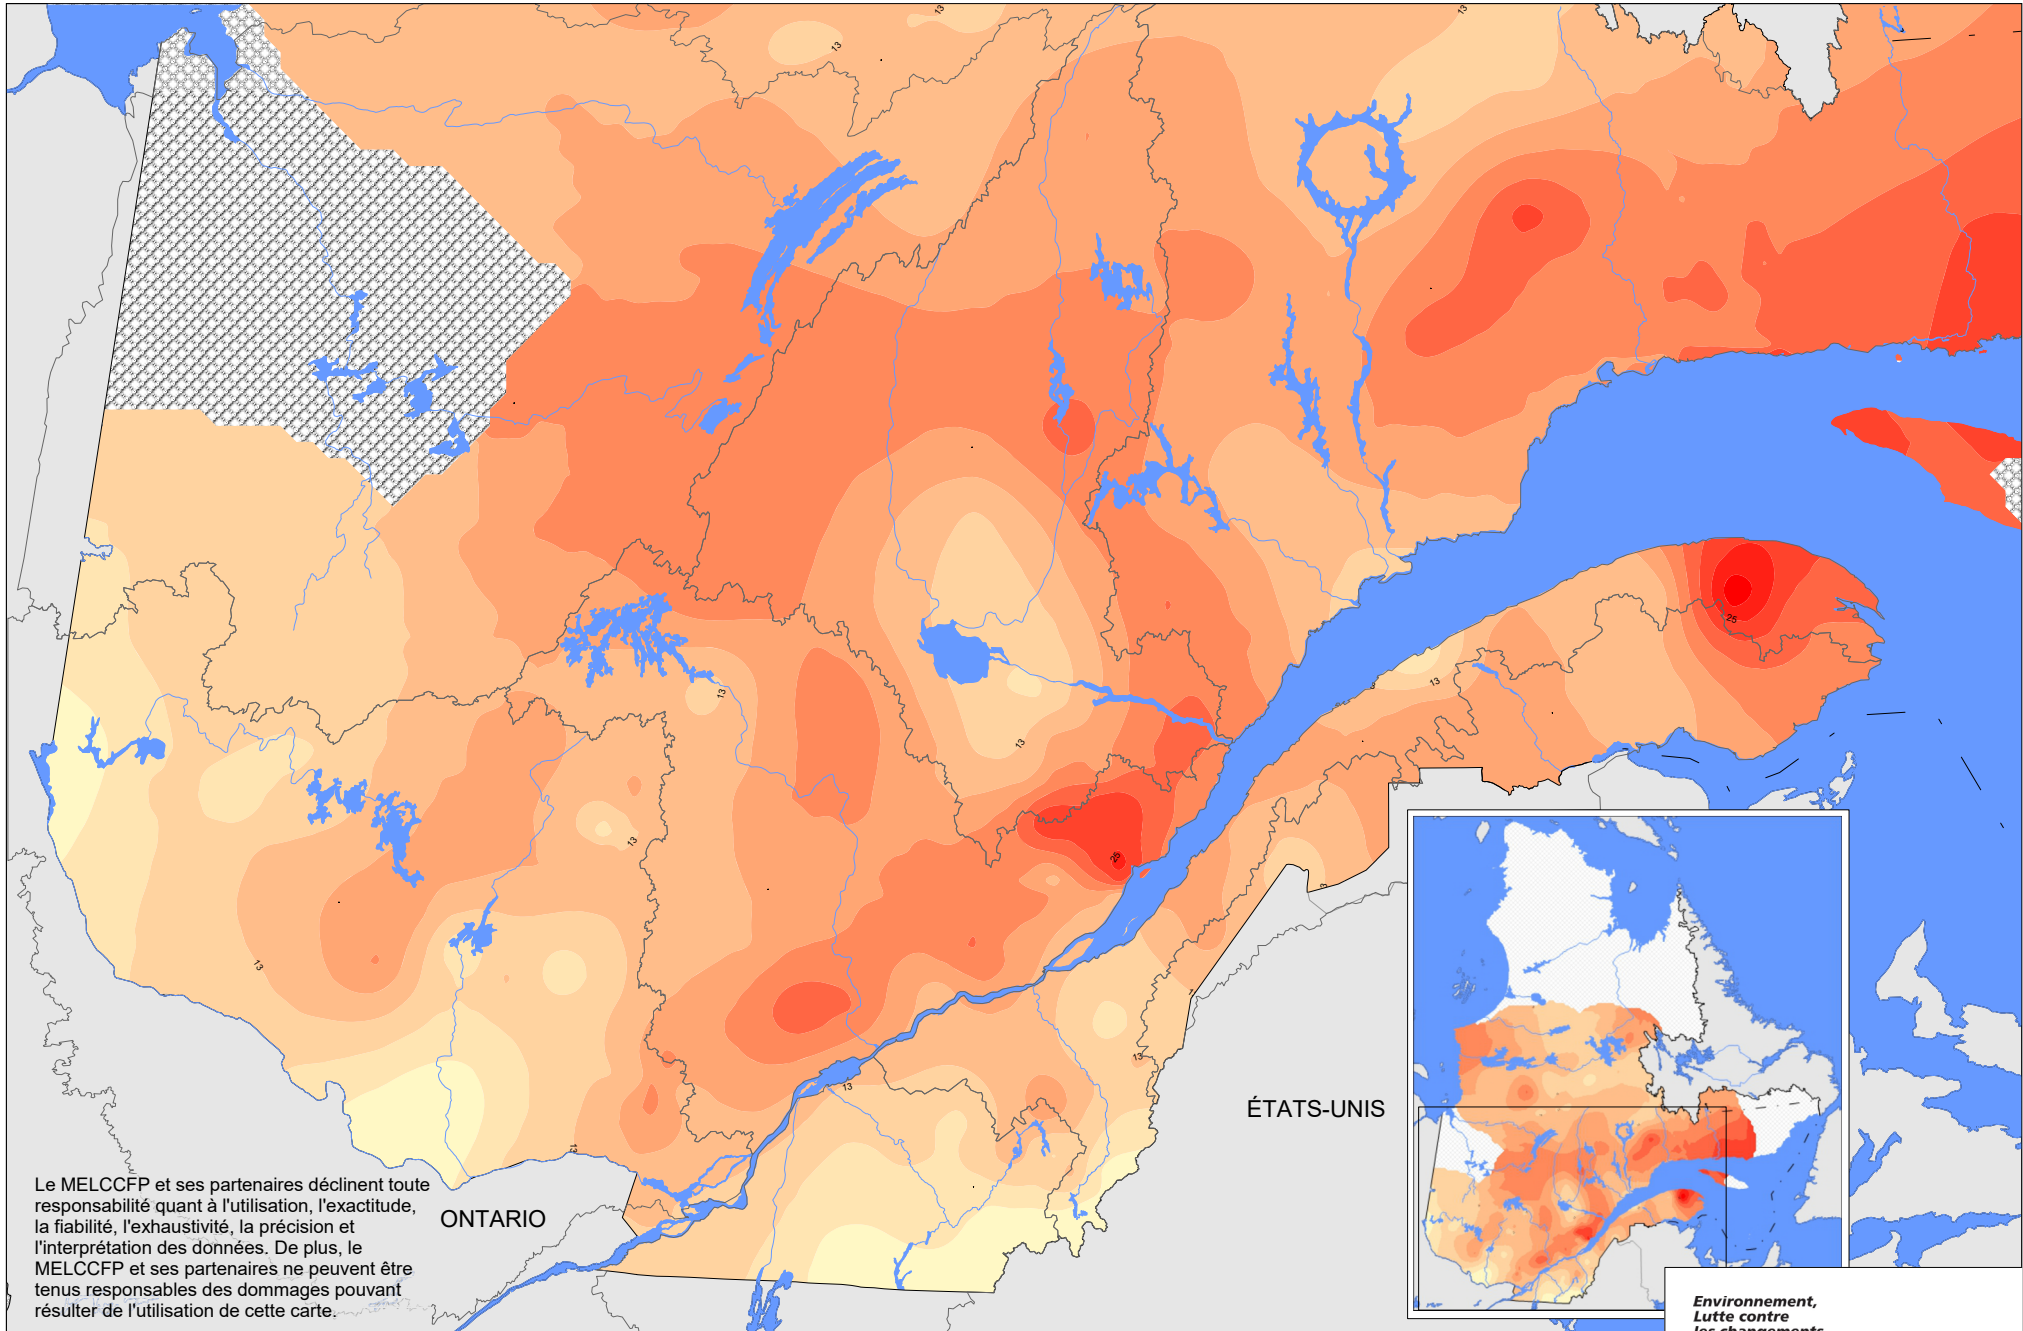 13
13
13
25
13
13
13
13
25
13
13
13
ÉTATS-UNIS
Le MELCCFP et ses partenaires déclinent toute
responsabilité quant à l'utilisation, l'exactitude,
la fiabilité, l'exhaustivité, la précision et
l'interprétation des données. De plus, le
MELCCFP et ses partenaires ne peuvent être
tenus responsables des dommages pouvant
résulter de l'utilisation de cette carte.
ONTARIO
Environnement,
Lutte contre
les changements